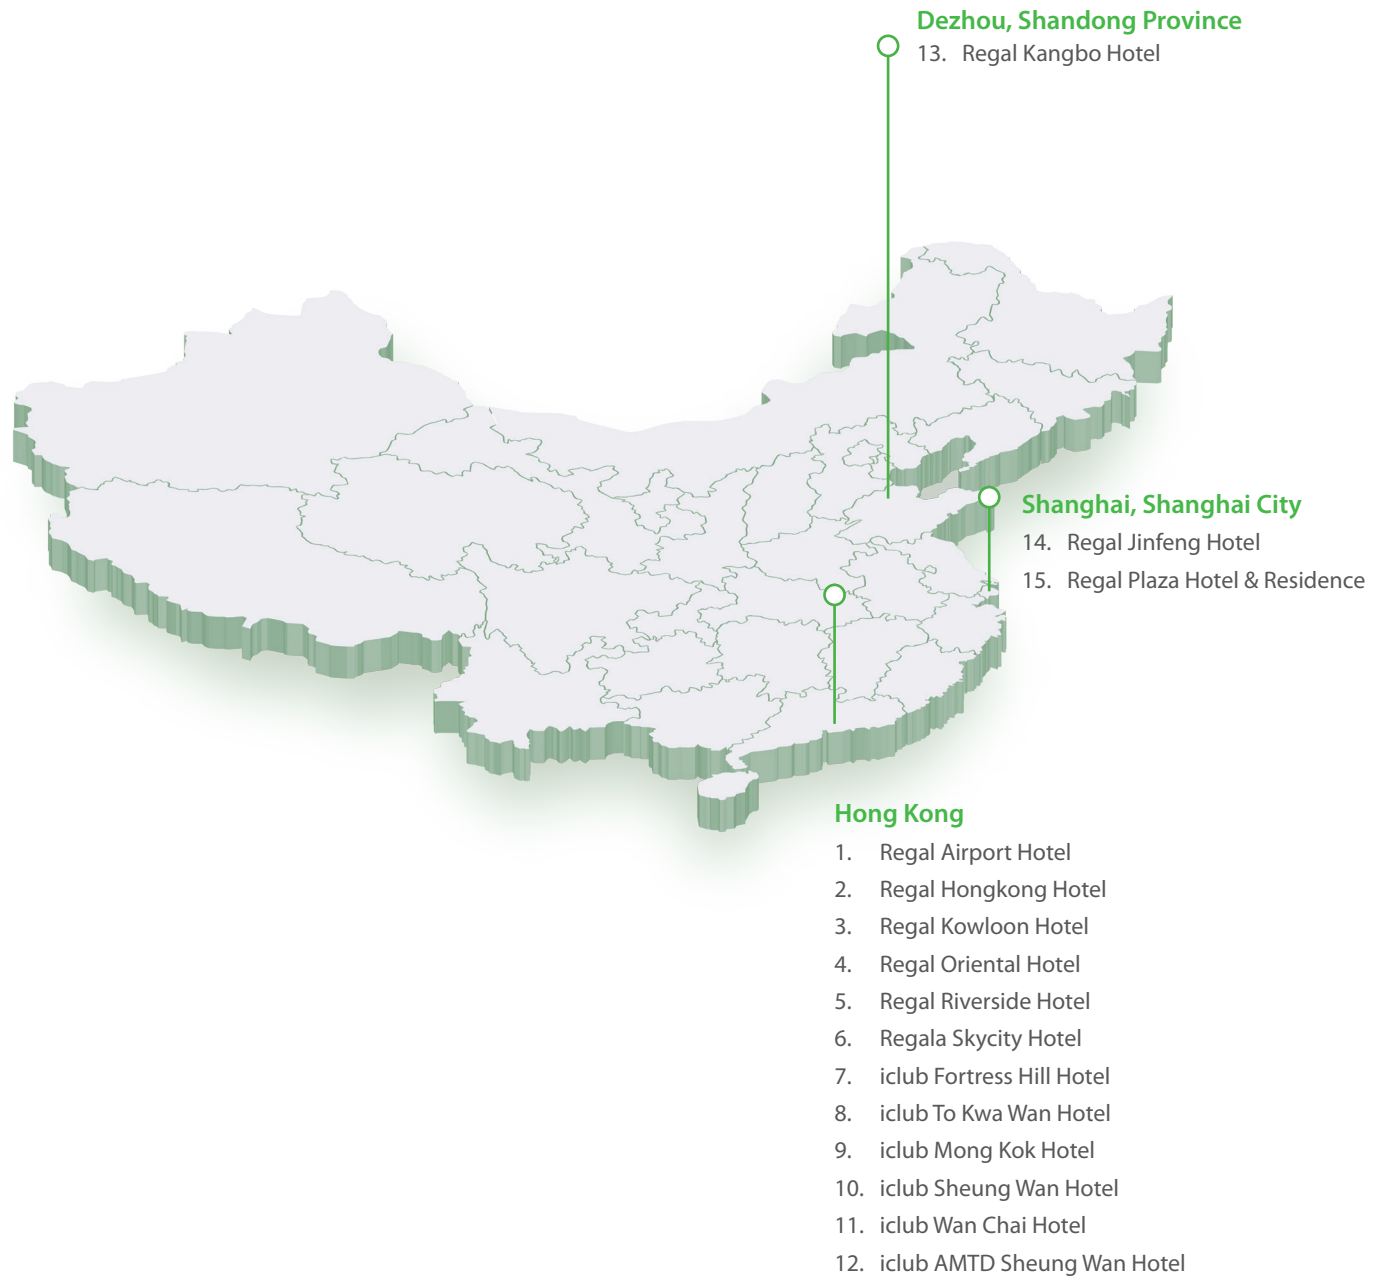 Dezhou, Shandong Province
13. Regal Kangbo Hotel
Shanghai, Shanghai City
14. Regal Jinfeng Hotel
15. Regal Plaza Hotel & Residence
Hong Kong
1. Regal Airport Hotel
2. Regal Hongkong Hotel
3. Regal Kowloon Hotel
4. Regal Oriental Hotel
5. Regal Riverside Hotel
6. Regala Skycity Hotel
7. iclub Fortress Hill Hotel
8. iclub To Kwa Wan Hotel
9. iclub Mong Kok Hotel
10. iclub Sheung Wan Hotel
11. iclub Wan Chai Hotel
12. iclub AMTD Sheung Wan Hotel